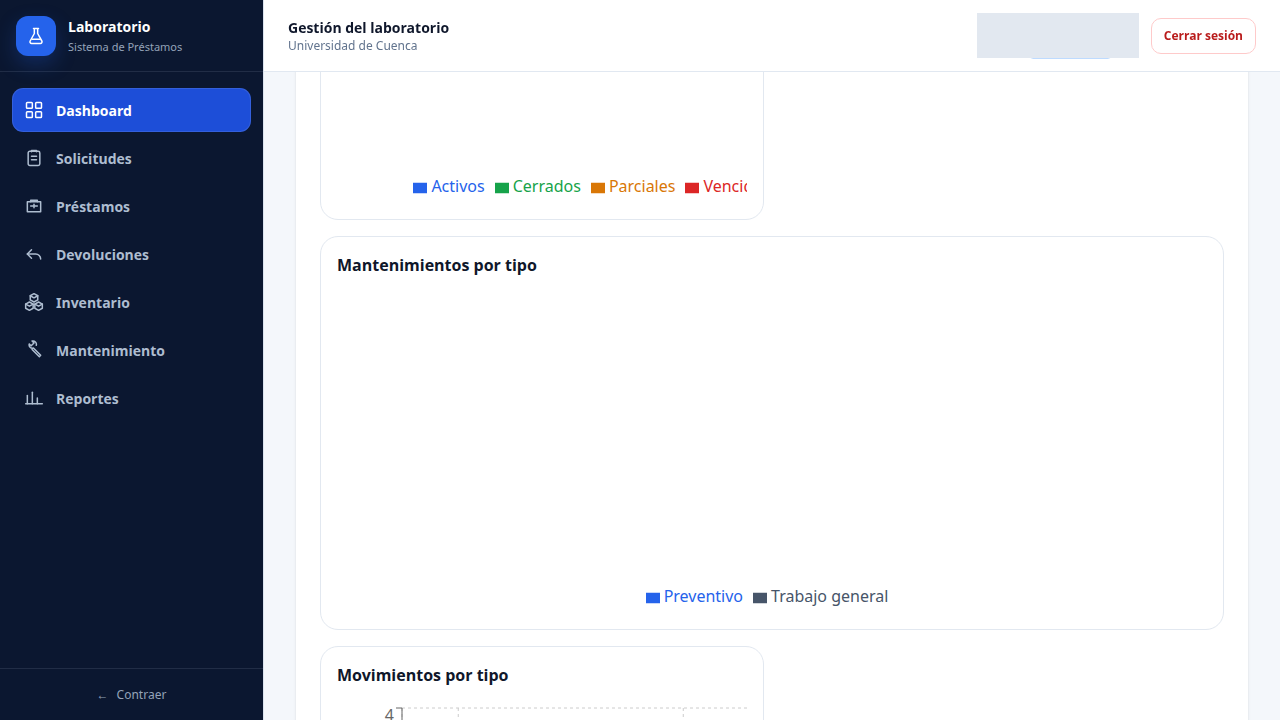 Laboratorio
Sistema de Préstamos
Dashboard
Solicitudes
Préstamos
Devoluciones
Inventario
Mantenimiento
Reportes
← Contraer
Gestión del laboratorio
Universidad de Cuenca
Cerrar sesión
Activos Cerrados Parciales
Mantenimientos por tipo
Preventivo Trabajo general
Movimientos por tipo
4